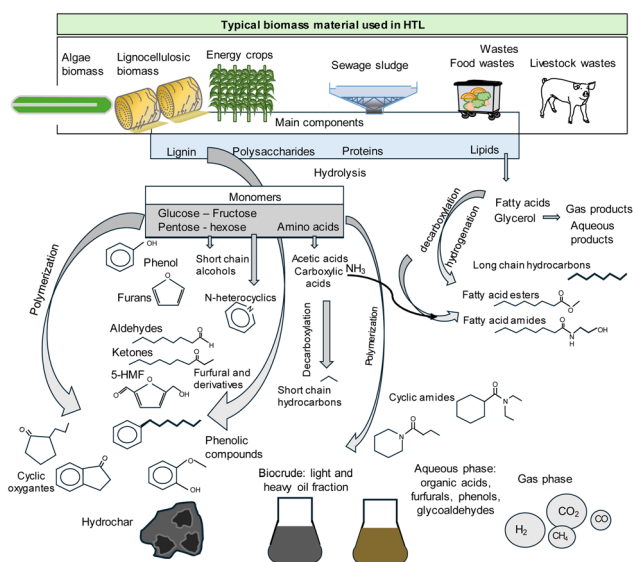 Typical biomass material used in HTL
Algae
biomass
Lignocellulosic
biomass
Energy crops
Sewage sludge
Wastes
Food wastes
Livestock wastes
Main components
Lignin
Polysaccharides
Proteins
Lipids
Hydrolysis
Monomers
Glucose – Fructose
Pentose - hexose
Amino acids
decarboxylation
hydrogenation
Fatty acids
Glycerol
Gas products
Aqueous
products
Polymerization
OH
Phenol
O
Furans
Short chain
alcohols
N-heterocyclics
N
Acetic acids
Carboxylic
acids
NH3
Long chain hydrocarbons
Fatty acid esters
O
O
Fatty acid amides
O
N
H
OH
Aldehydes
O
H
Ketones
O
5-HMF
O
O
OH
Furfural and
derivatives
Decarboxylation
Short chain
hydrocarbons
Polymerization
Cyclic amides
O
N
O
N
Phenolic
compounds
O
OH
O
O
Cyclic
oxygantes
Hydrochar
Biocrude: light and
heavy oil fraction
Aqueous phase:
organic acids,
furfurals, phenols,
glycoaldehydes
Gas phase
H2
CO2
CH4
CO